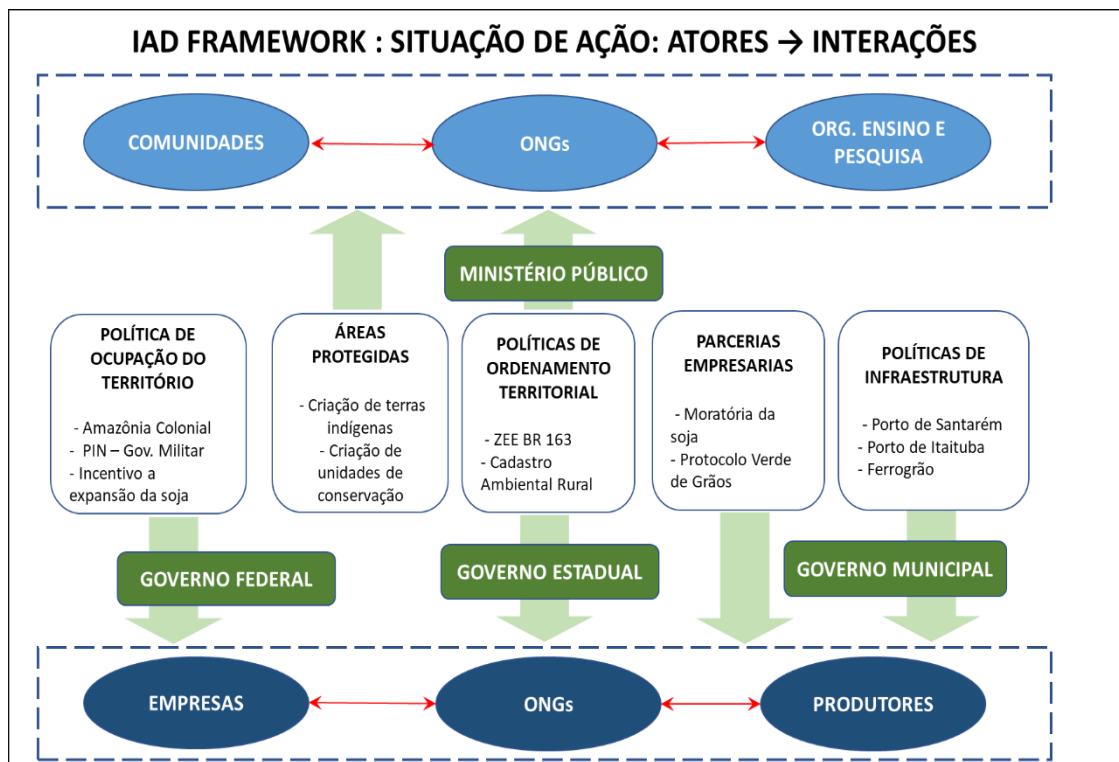 IAD FRAMEWORK : SITUAÇÃO DE AÇÃO: ATORES → INTERAÇÕES
COMUNIDADES
ONGs
ORG. ENSINO E
PESQUISA
MINISTÉRIO PÚBLICO
POLÍTICA DE
OCUPAÇÃO DO
TERRITÓRIO
- Amazônia Colonial
- PIN – Gov. Militar
- Incentivo a
expansão da soja
ÁREAS
PROTEGIDAS
- Criação de terras
indígenas
- Criação de
unidades de
conservação
POLÍTICAS DE
ORDENAMENTO
TERRITORIAL
- ZEE BR 163
- Cadastro
Ambiental Rural
PARCERIAS
EMPRESARIAS
- Moratória da
soja
- Protocolo Verde
de Grãos
POLÍTICAS DE
INFRAESTRUTURA
- Porto de Santarém
- Porto de Itaituba
- Ferrogrão
GOVERNO FEDERAL
GOVERNO ESTADUAL
GOVERNO MUNICIPAL
EMPRESAS
ONGs
PRODUTORES